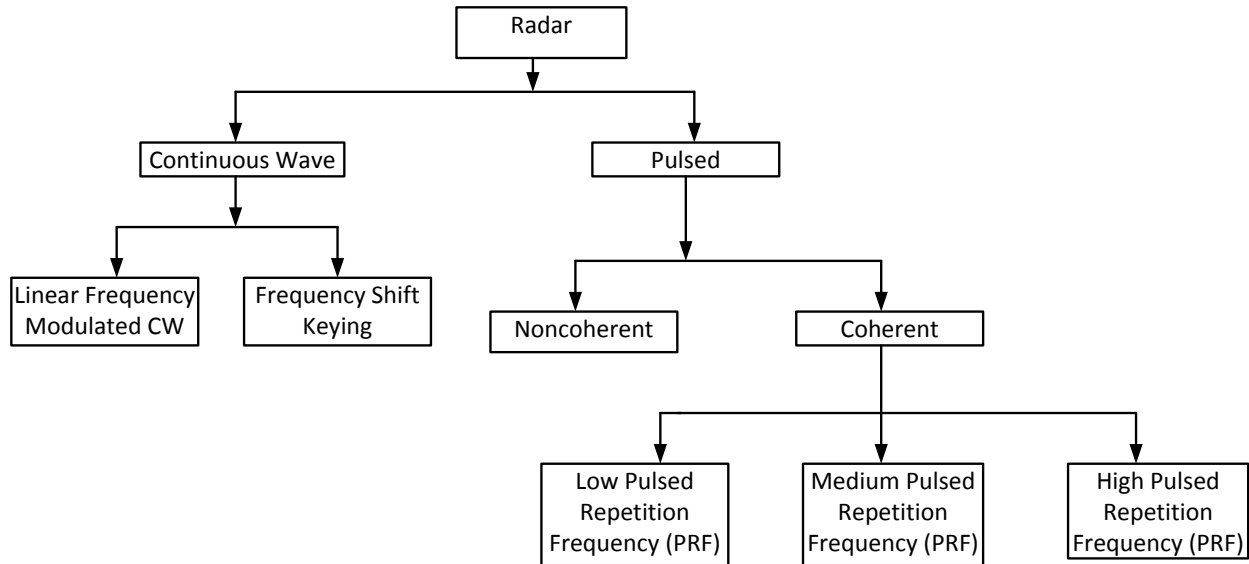 Radar
Continuous Wave
Pulsed
Linear Frequency
Modulated CW
Frequency Shift
Keying
Noncoherent
Coherent
Low Pulsed
Repetition
Frequency (PRF)
Medium Pulsed
Repetition
Frequency (PRF)
High Pulsed
Repetition
Frequency (PRF)